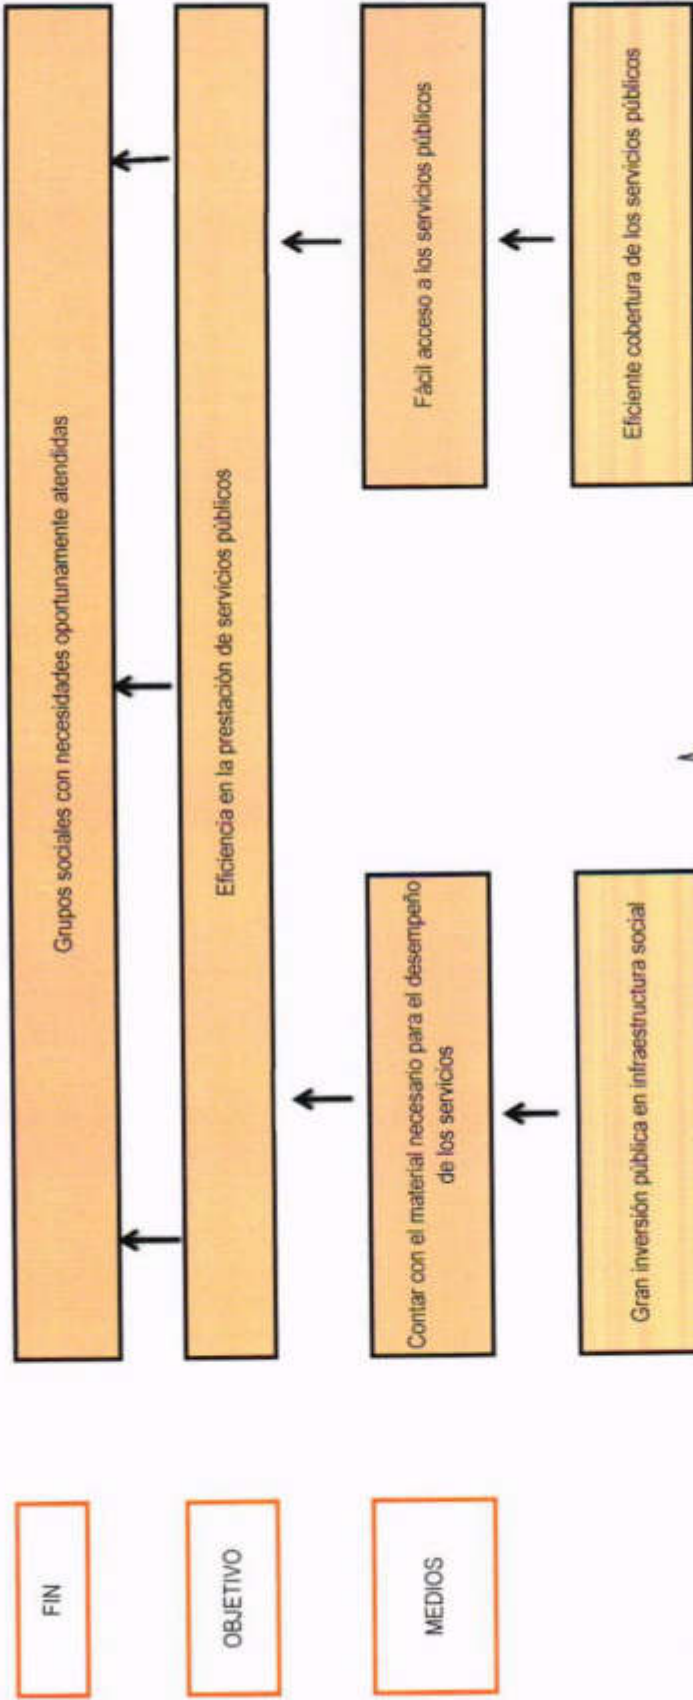 FIN
Grupos sociales con necesidades oportunamente atendidas
OBJETIVO
Eficiencia en la prestación de servicios públicos
MEDIOS
Contar con el material necesario para el desempeño
de los servicios
Fácil acceso a los servicios públicos
Gran inversión pública en infraestructura social
Eficiente cobertura de los servicios públicos